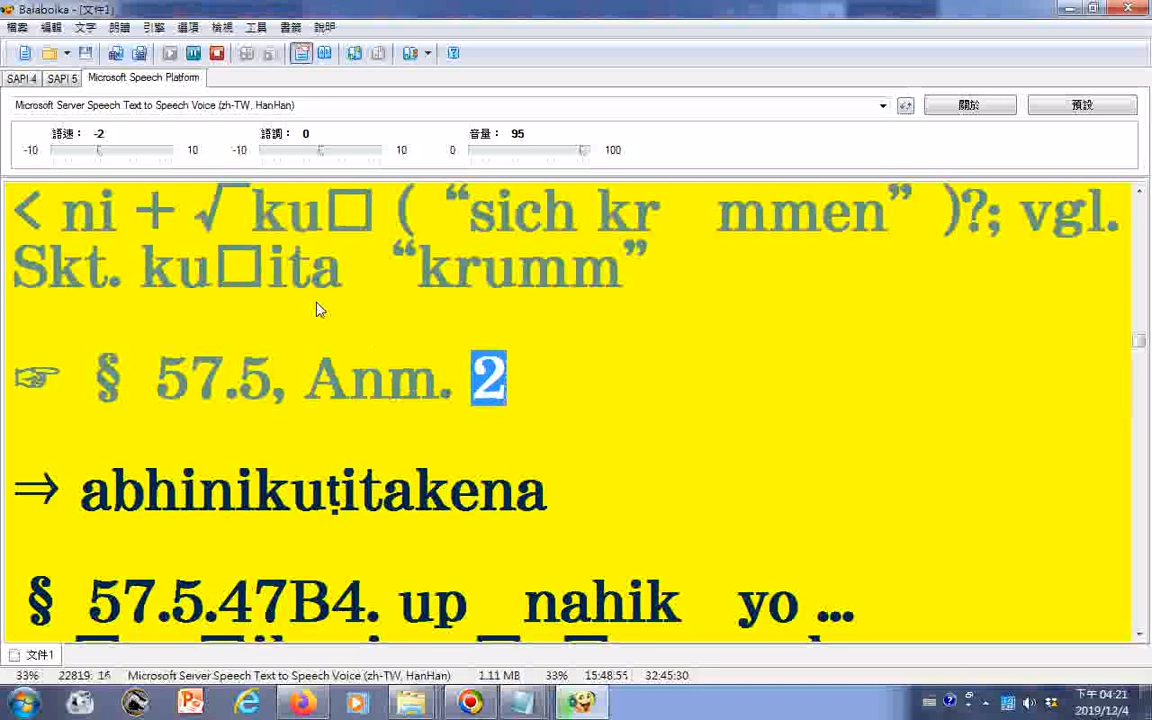 Balabolka - [文件1]
檔案 編輯 文字 朗讀 引擎 選項 檢視 工具 書籤 說明
SAPI 4 SAPI 5 Microsoft Speech Platform
Microsoft Server Speech Text to Speech Voice (zh-TW, HanHan) 關於 預設
語速: -2 語調: 0 音量: 95
-10 10 -10 10 0 100
< ni + √ku□ ( “sich kr mmen” )?; vgl.
Skt. ku□ita “krumm”
☞ § 57.5, Anm. 2
⇒ abhinikuṭitakena
§ 57.5.47B4. up nahik yo ...
文件1
33% 22819: 16 Microsoft Server Speech Text to Speech Voice (zh-TW, HanHan) 1.11 MB 33% 15:48:55 32:45:30
下午 04:21
2019/12/4